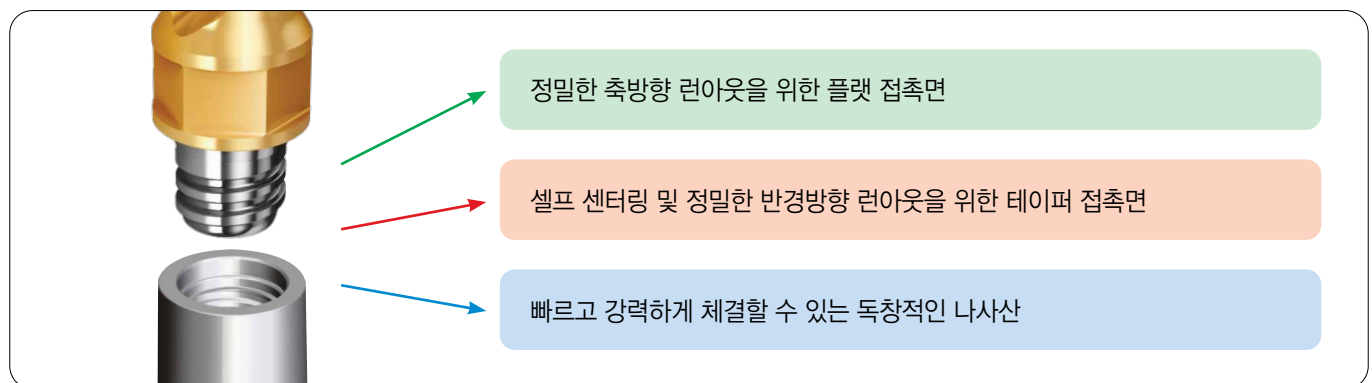 정밀한 축방향 런아웃을 위한 플랫 접촉면
셀프 센터링 및 정밀한 반경방향 런아웃을 위한 테이퍼 접촉면
빠르고 강력하게 체결할 수 있는 독창적인 나사산